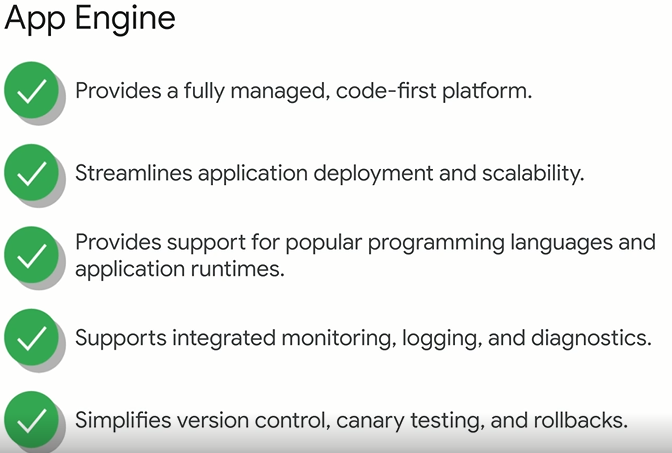 App Engine
Provides a fully managed, code-first platform.
Streamlines application deployment and scalability.
Provides support for popular programming languages and
application runtimes.
Supports integrated monitoring, logging, and diagnostics.
Simplifies version control, canary testing, and rollbacks.